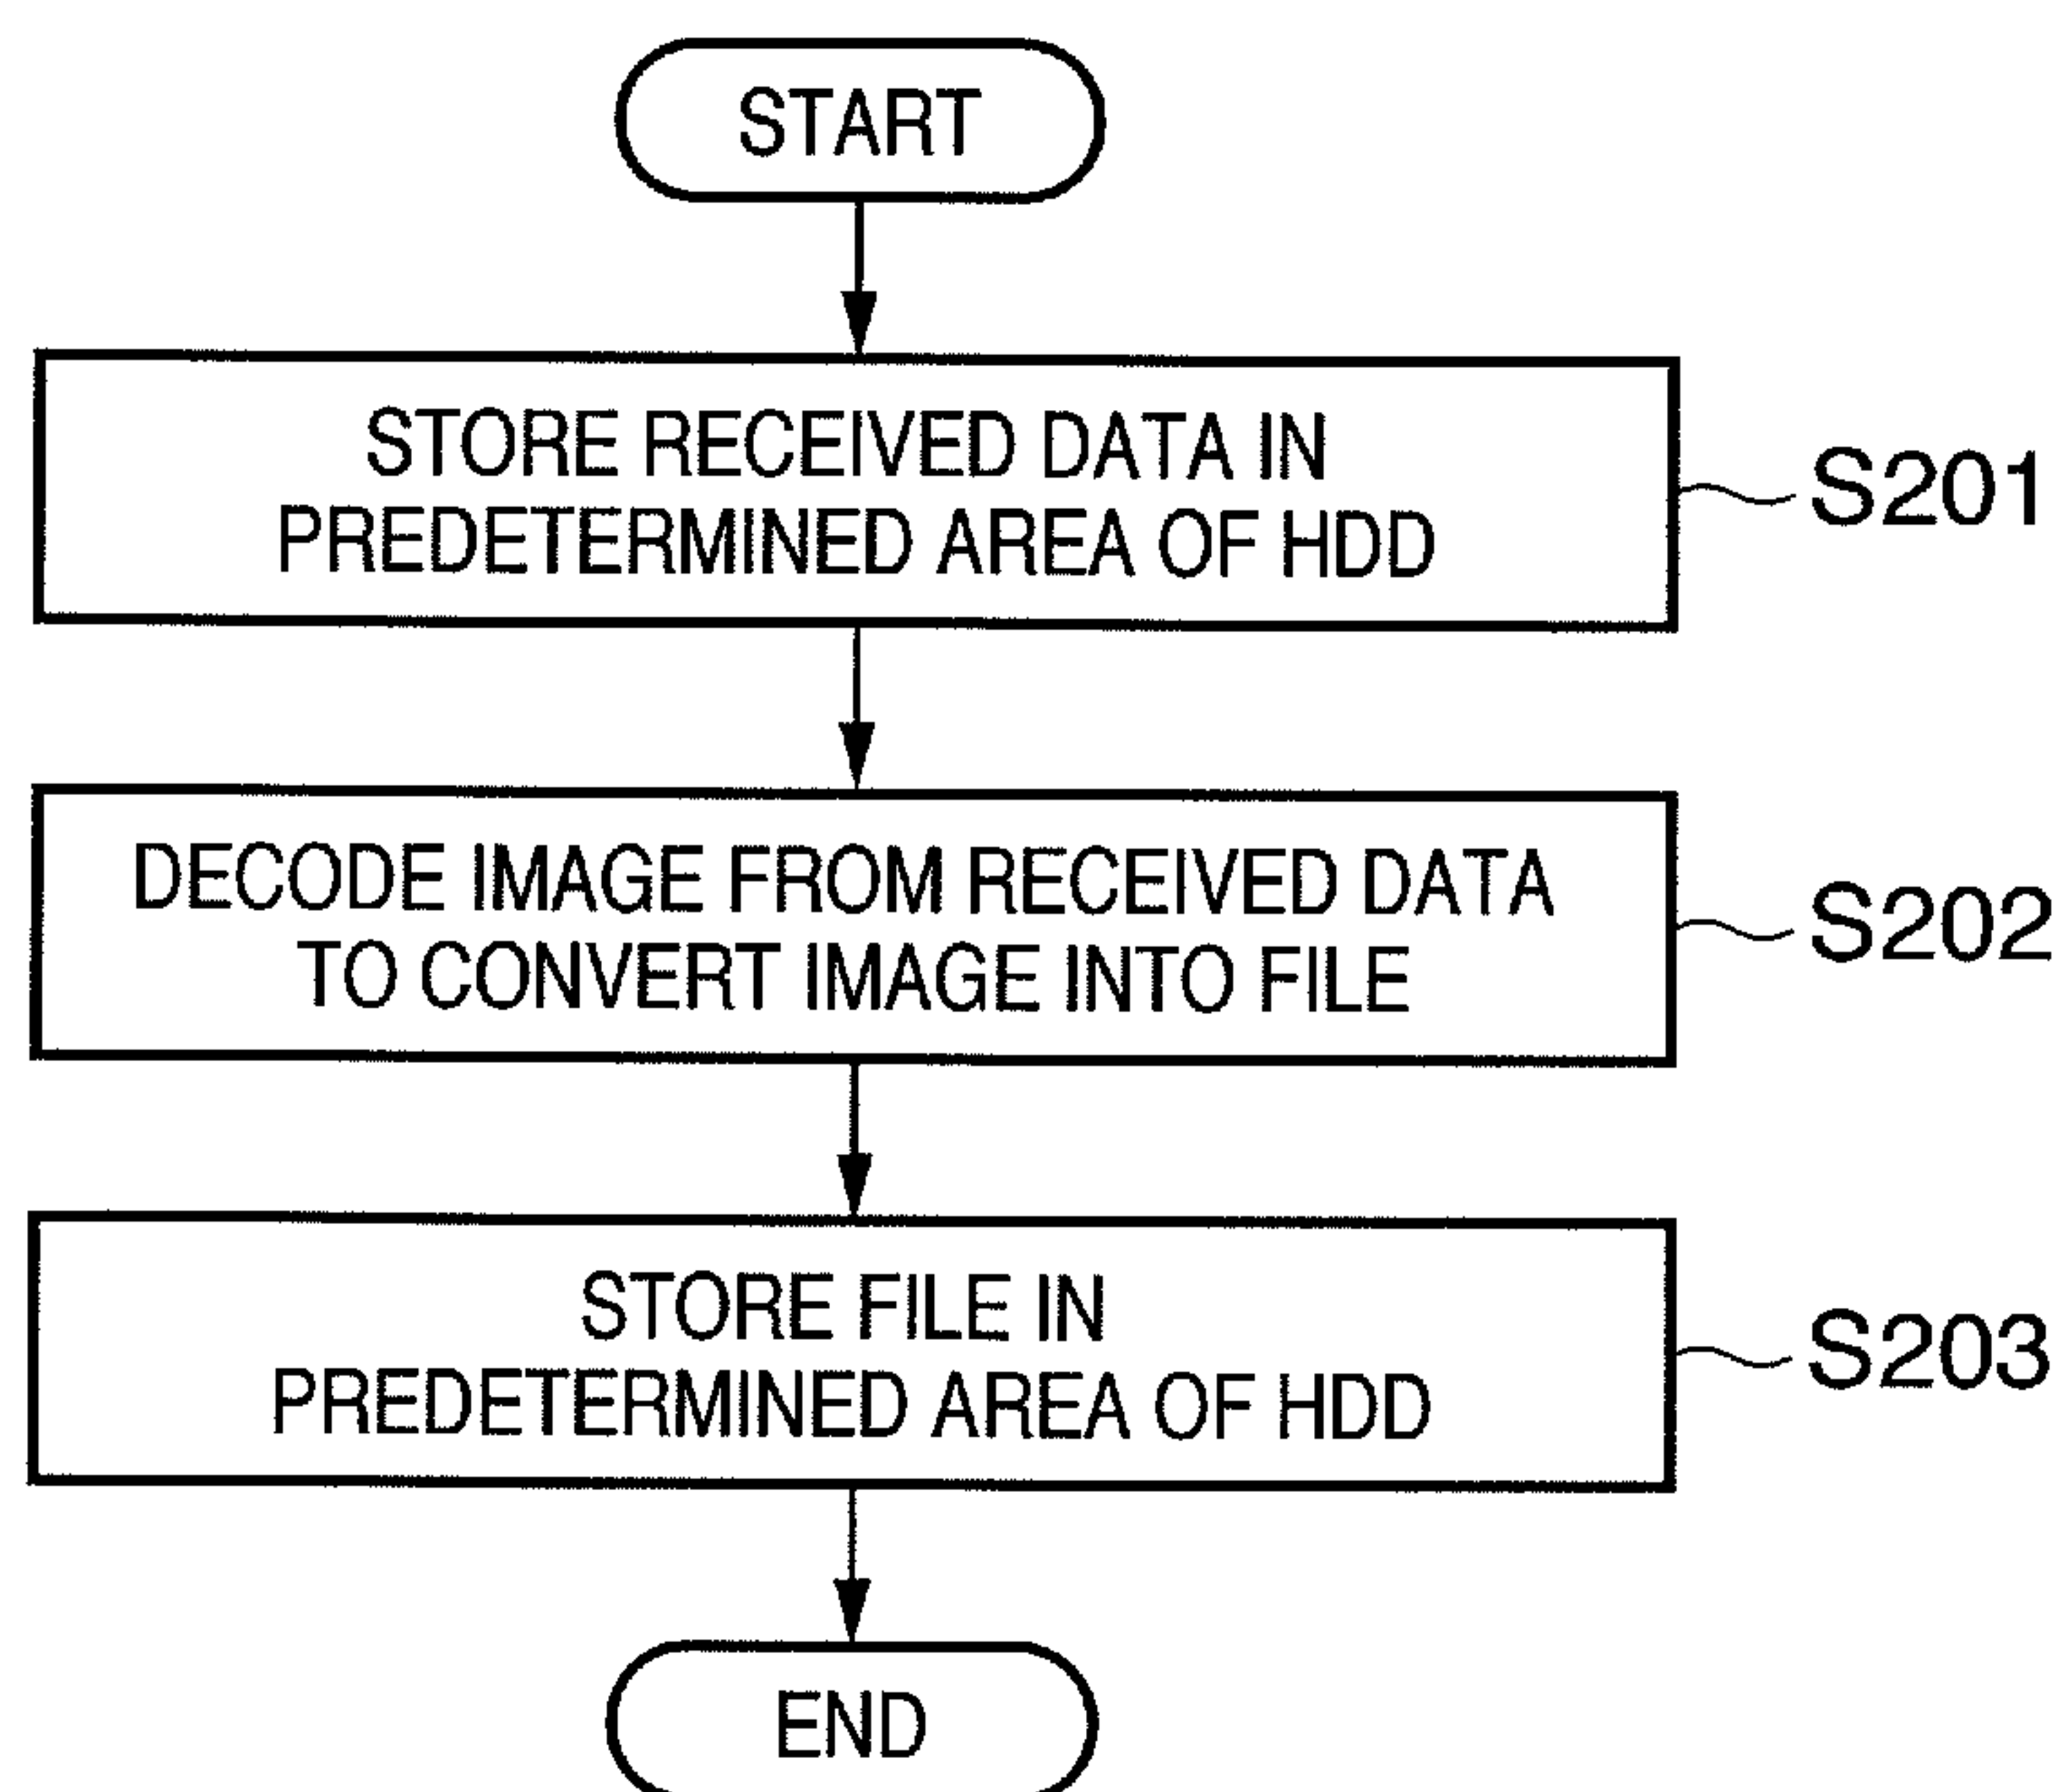 START
STORE RECEIVED DATA IN
PREDETERMINED AREA OF HDD
S201
DECODE IMAGE FROM RECEIVED DATA
TO CONVERT IMAGE INTO FILE
S202
STORE FILE IN
PREDETERMINED AREA OF HDD
S203
END